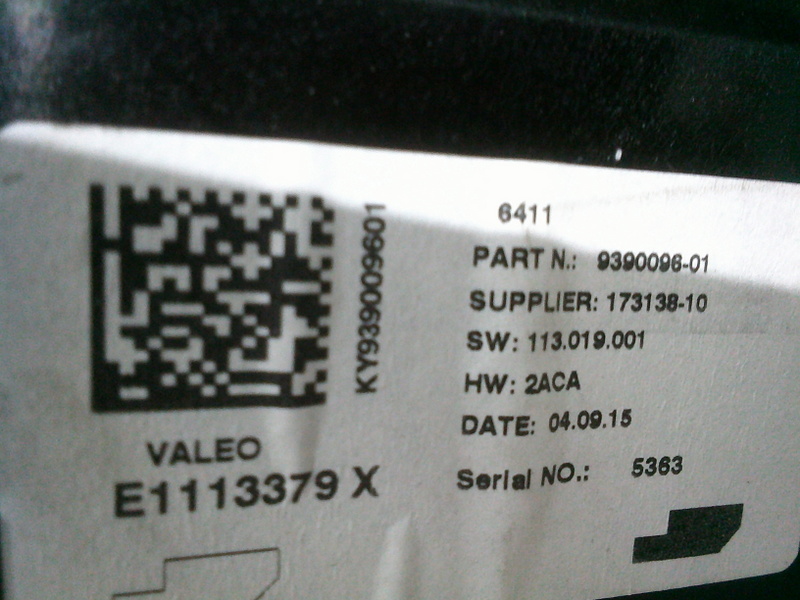 KY939009601
VALEO
E1113379 X
6411
PART N.: 9390096-01
SUPPLIER: 173138-10
SW: 113.019.001
HW: 2ACA
DATE: 04.09.15
Serial NO.: 5363